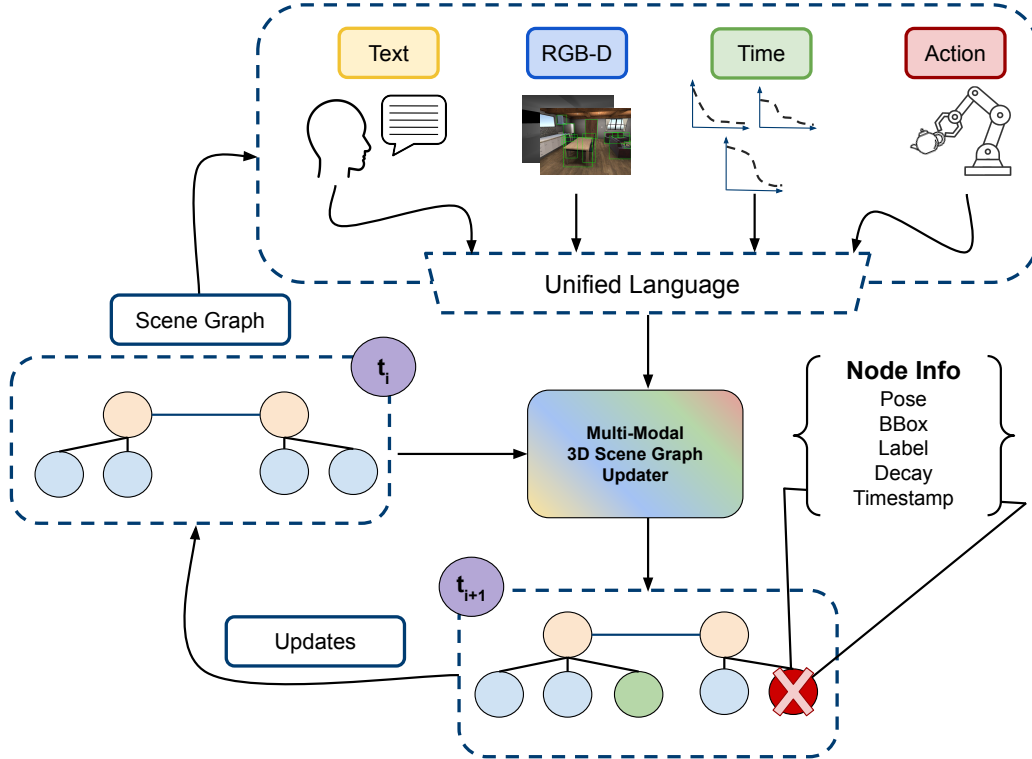 Text
RGB-D
Time
Action
Unified Language
Scene Graph
t_i
Node Info
Pose
BBox
Label
Decay
Timestamp
Multi-Modal
3D Scene Graph
Updater
t_{i+1}
Updates